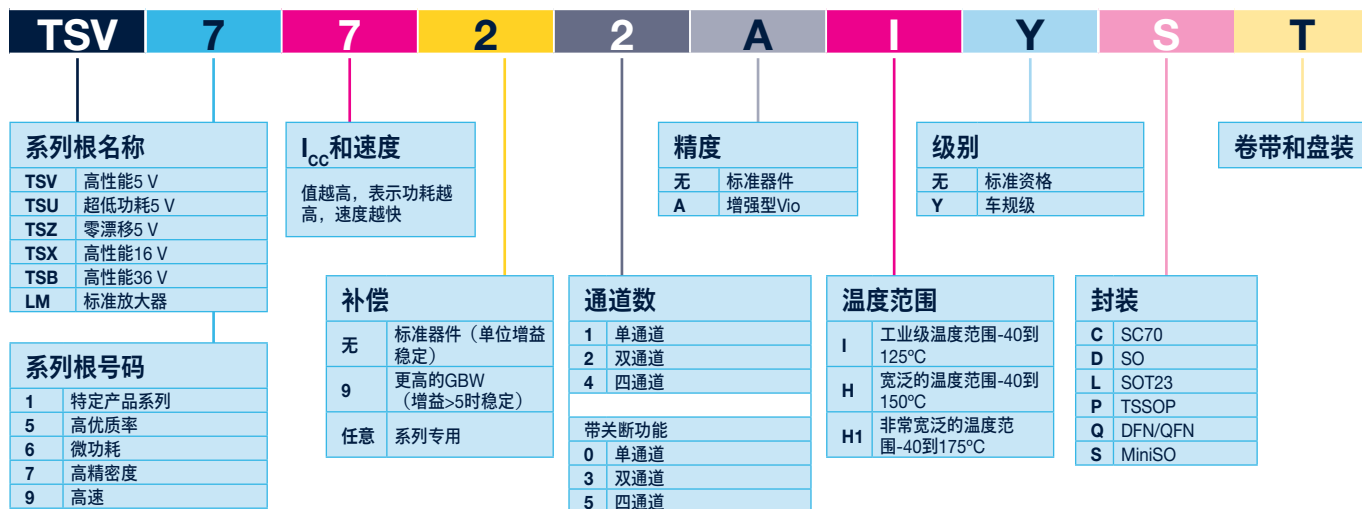 TSV 7 7 2 2 A I Y S T
系列根名称
TSV 高性能5 V
TSU 超低功耗5 V
TSZ 零漂移5 V
TSX 高性能16 V
TSB 高性能36 V
LM 标准放大器
系列根号码
1 特定产品系列
5 高优质率
6 微功耗
7 高精密度
9 高速
Icc和速度
值越高，表示功耗越
高，速度越快
补偿
无 标准器件（单位增益
稳定）
9 更高的GBW
（增益>5时稳定）
任意 系列专用
通道数
1 单通道
2 双通道
4 四通道
带关断功能
0 单通道
3 双通道
5 四通道
精度
无 标准器件
A 增强型Vio
温度范围
I 工业级温度范围-40到
125ºC
H 宽泛的温度范围-40到
150ºC
H1 非常宽泛的温度范
围-40到175ºC
级别
无 标准资格
Y 车规级
封装
C SC70
D SO
L SOT23
P TSSOP
Q DFN/QFN
S MiniSO
卷带和盘装